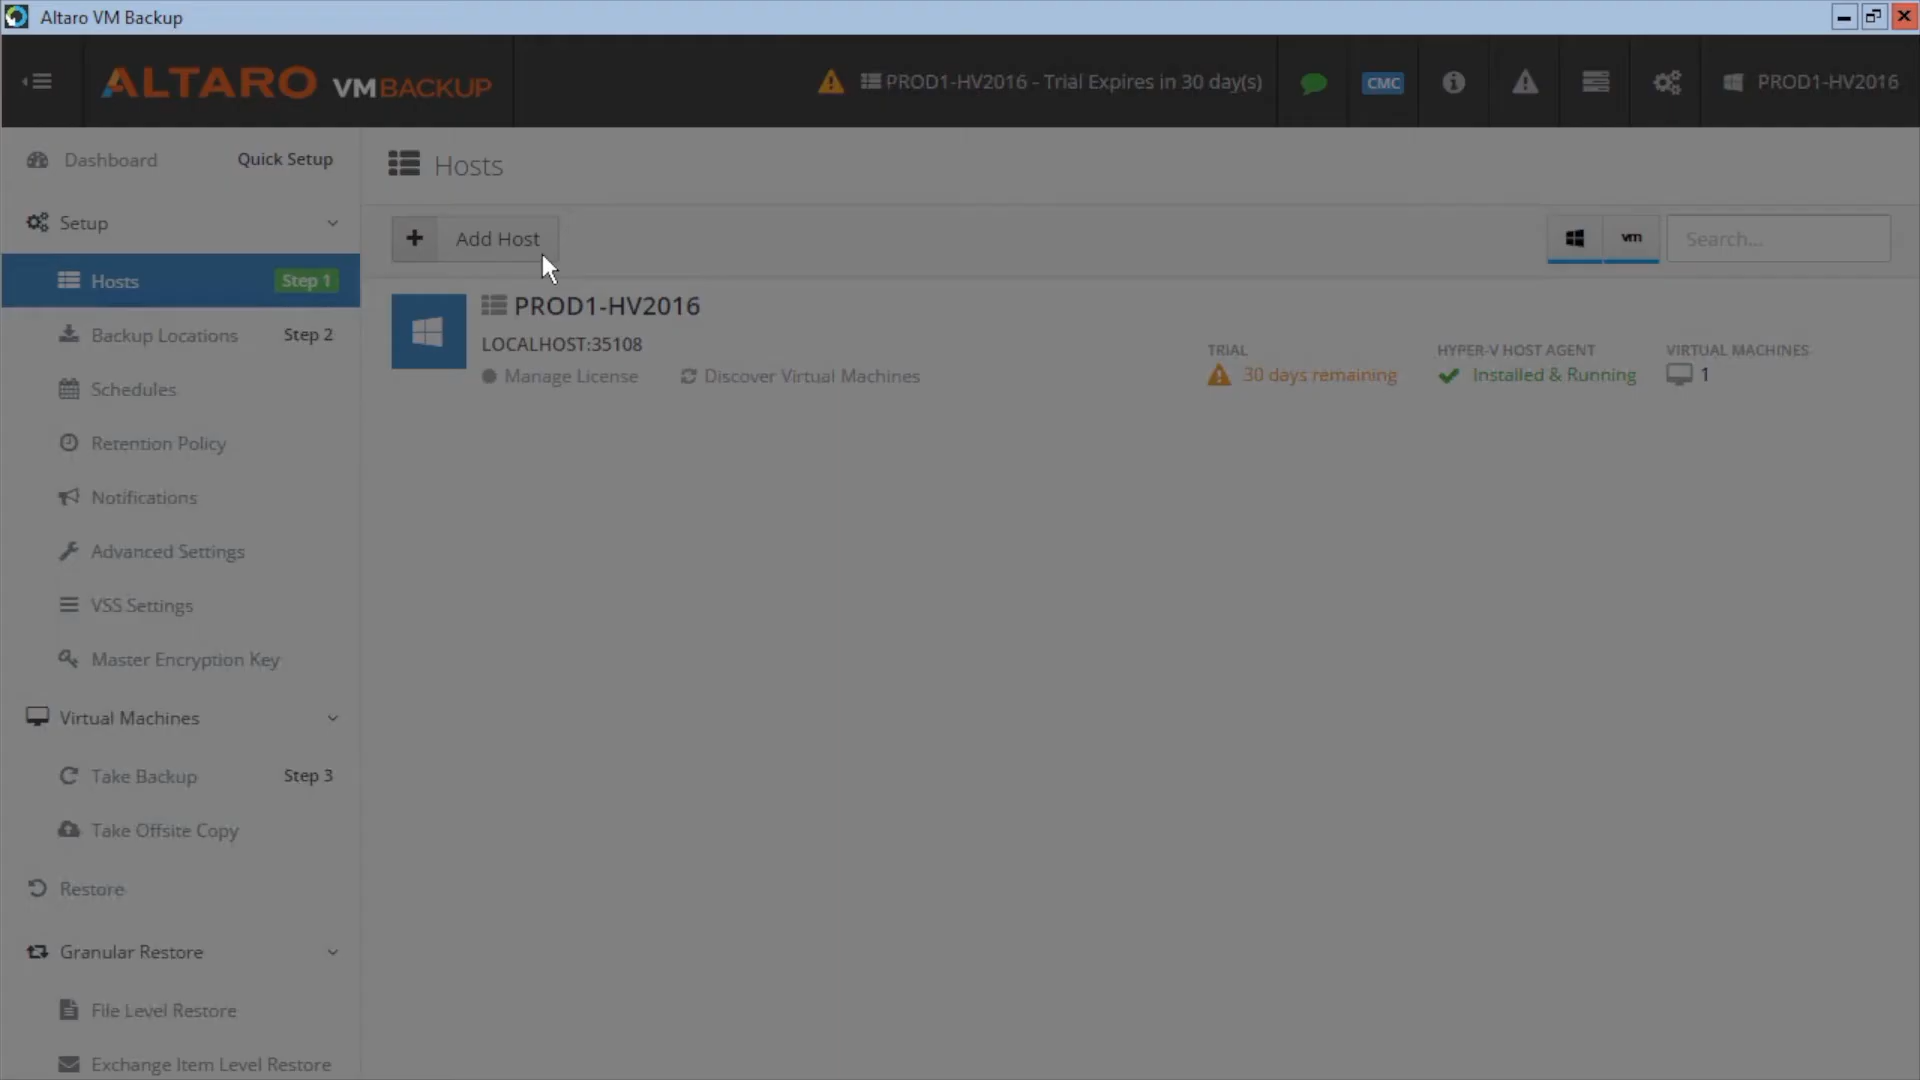 Altaro VM Backup
ALTARO VMBACKUP
PROD1-HV2016 - Trial Expires in 30 day(s)
CMC
PROD1-HV2016
Dashboard
Quick Setup
Setup
Hosts
Step 1
Backup Locations
Step 2
Schedules
Retention Policy
Notifications
Advanced Settings
VSS Settings
Master Encryption Key
Virtual Machines
Take Backup
Step 3
Take Offsite Copy
Restore
Granular Restore
File Level Restore
Exchange Item Level Restore
Hosts
Add Host
vm
Search...
PROD1-HV2016
LOCALHOST:35108
Manage License
Discover Virtual Machines
TRIAL
30 days remaining
HYPER-V HOST AGENT
Installed & Running
VIRTUAL MACHINES
1